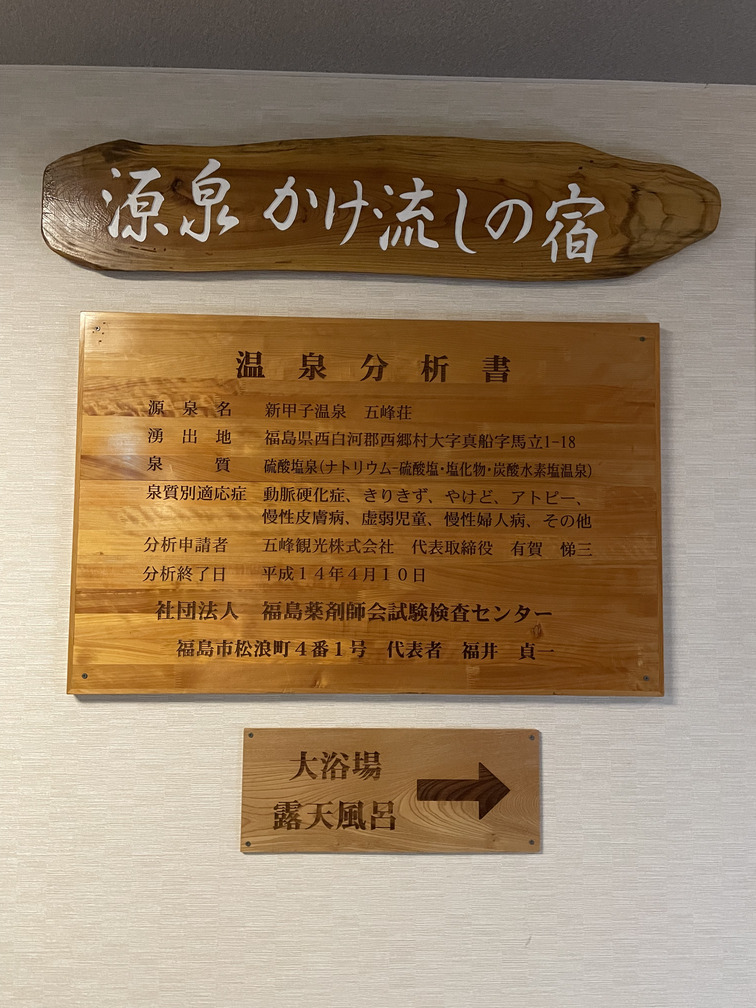 源泉かけ流しの宿
温泉分析書
源泉名 新甲子温泉 五峰荘
湧出地 福島県西白河郡西郷村大字真船字馬立1-18
泉質 硫酸塩泉(ナトリウム-硫酸塩・塩化物・炭酸水素塩温泉)
泉質別適応症 動脈硬化症、きりきず、やけど、アトピー、
慢性皮膚病、虚弱児童、慢性婦人病、その他
分析申請者 五峰観光株式会社 代表取締役 有賀 悌三
分析終了日 平成14年4月10日
社団法人 福島薬剤師会試験検査センター
福島市松浪町4番1号 代表者 福井 貞一
大浴場
露天風呂